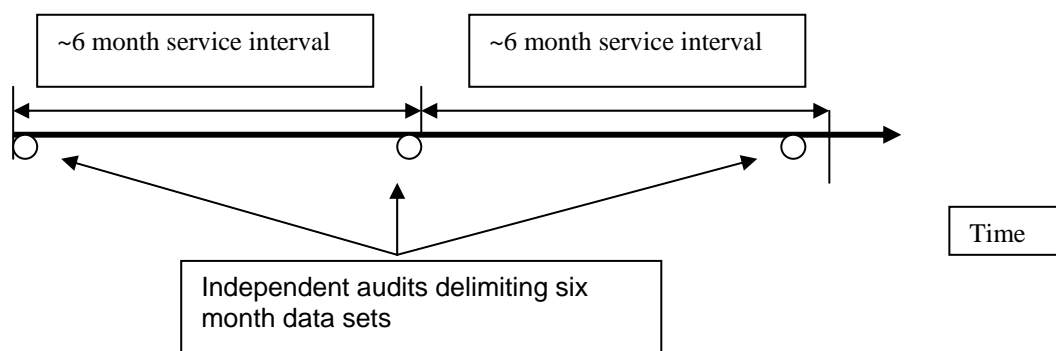 ~6 month service interval
~6 month service interval
Time
Independent audits delimiting six
month data sets